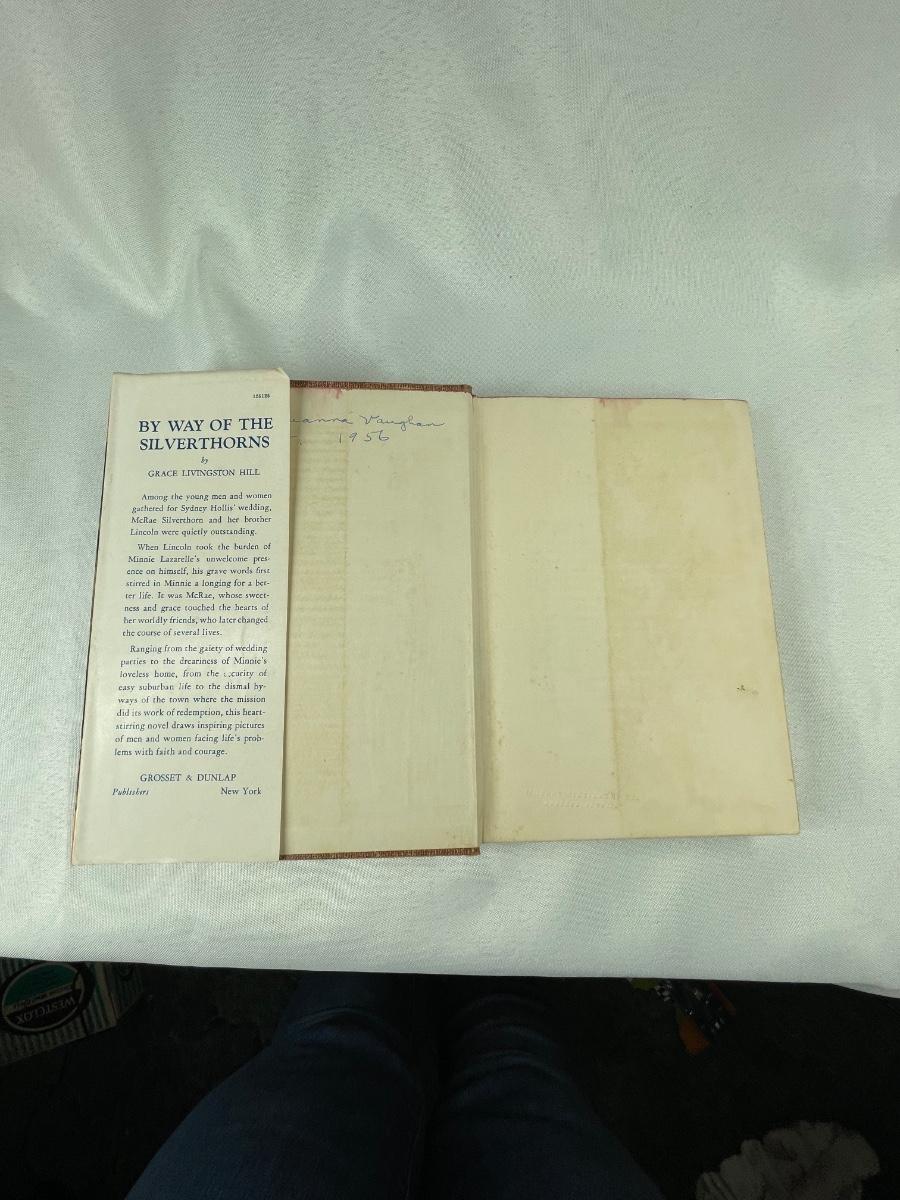 155128
BY WAY OF THE
SILVERTHORNS
by
GRACE LIVINGSTON HILL
Among the young men and women
gathered for Sydney Hollis' wedding,
McRae Silverthorn and her brother
Lincoln were quietly outstanding.
When Lincoln took the burden of
Minnie Lazarelle's unwelcome pres-
ence on himself, his grave words first
stirred in Minnie a longing for a bet-
ter life. It was McRae, whose sweet-
ness and grace touched the hearts of
her worldly friends, who later changed
the course of several lives.
Ranging from the gaiety of wedding
parties to the dreariness of Minnie's
loveless home, from the security of
easy suburban life to the dismal by-
ways of the town where the mission
did its work of redemption, this heart-
stirring novel draws inspiring pictures
of men and women facing life's prob-
lems with faith and courage.
GROSSET & DUNLAP
Publishers New York
eanna Vaughan
1956
WESTCLOX